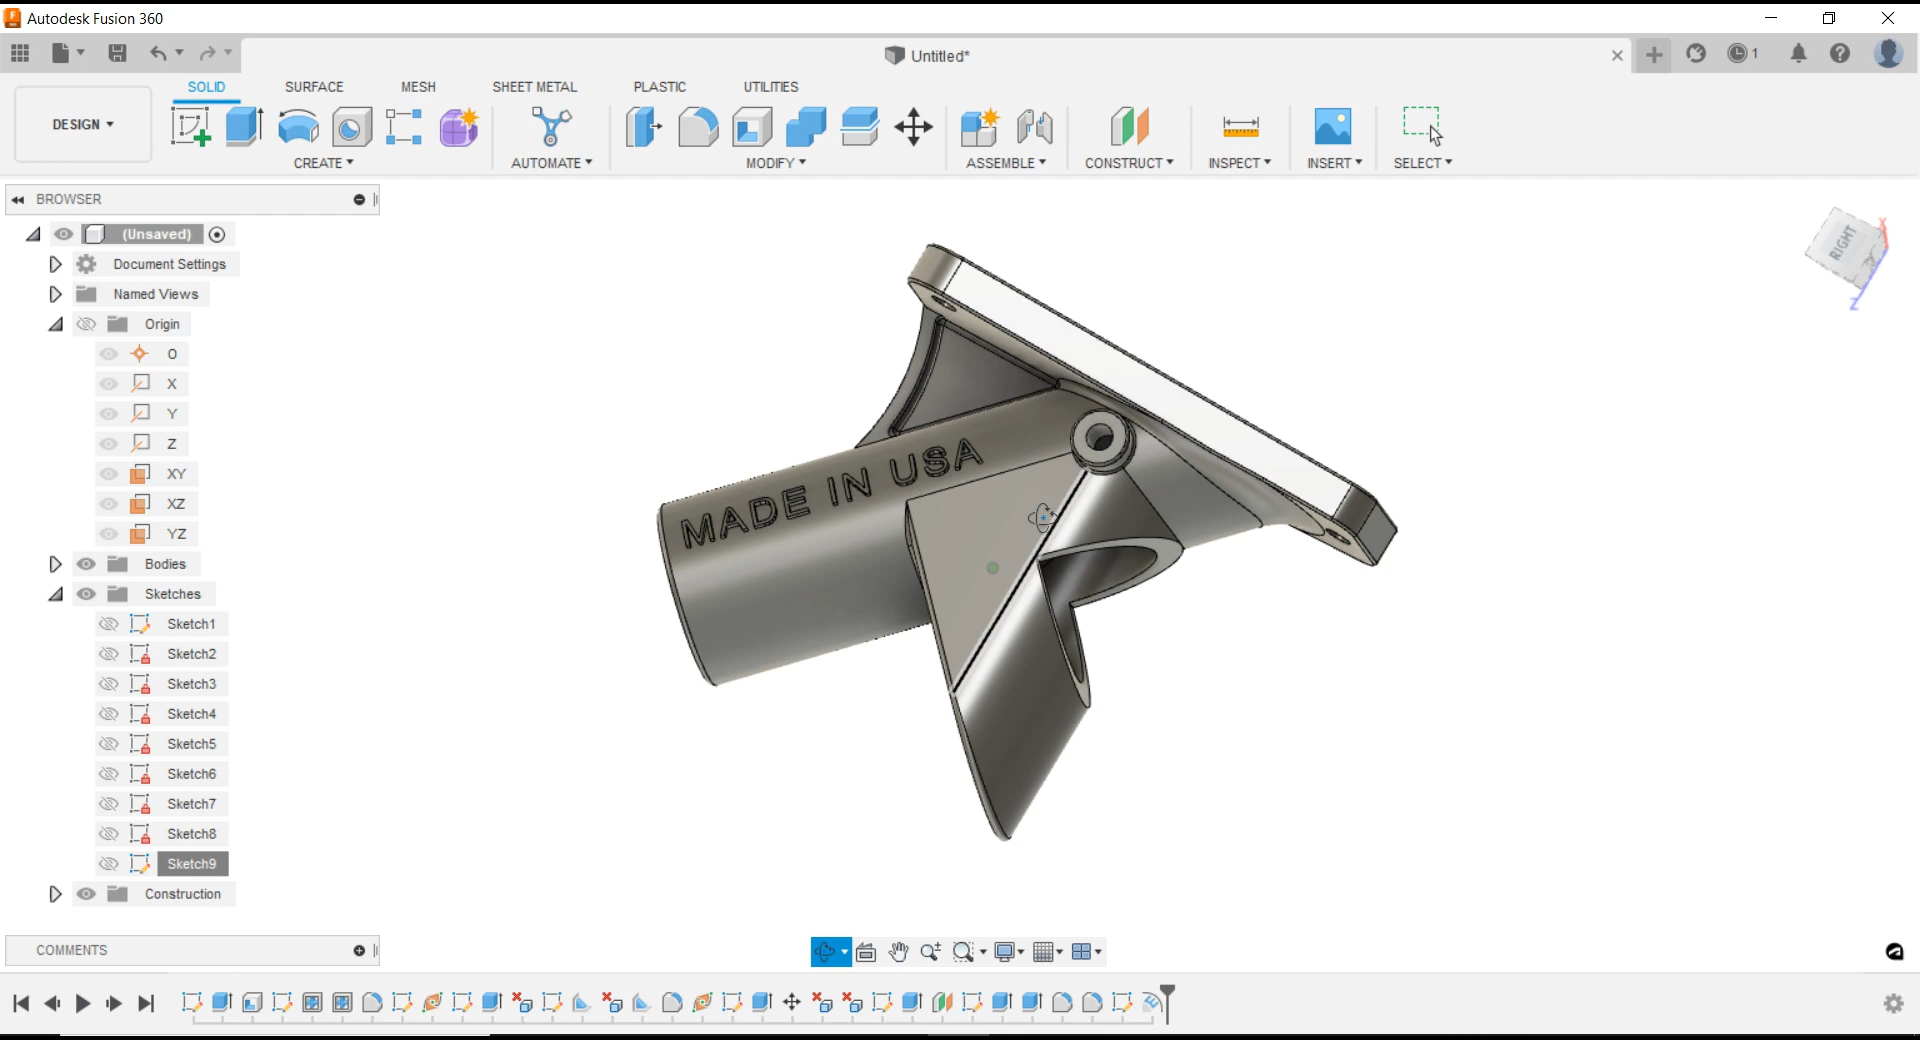 Autodesk Fusion 360
Untitled*
1
SOLID SURFACE MESH SHEET METAL PLASTIC UTILITIES
DESIGN
CREATE AUTOMATE MODIFY ASSEMBLE CONSTRUCT INSPECT INSERT SELECT
BROWSER
(Unsaved)
Document Settings
Named Views
Origin
O
X
Y
Z
XY
XZ
YZ
Bodies
Sketches
Sketch1
Sketch2
Sketch3
Sketch4
Sketch5
Sketch6
Sketch7
Sketch8
Sketch9
Construction
MADE IN USA
RIGHT
X
Z
COMMENTS